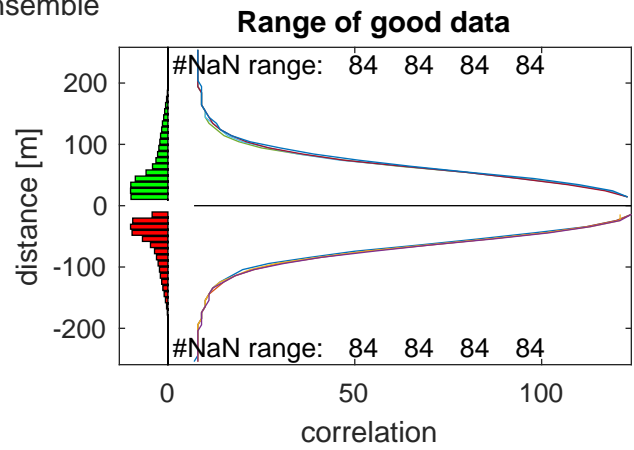 Range of good data
#NaN range: 84 84 84 84
200
100
0
-100
-200
distance [m]
#NaN range: 84 84 84 84
0 50 100
correlation